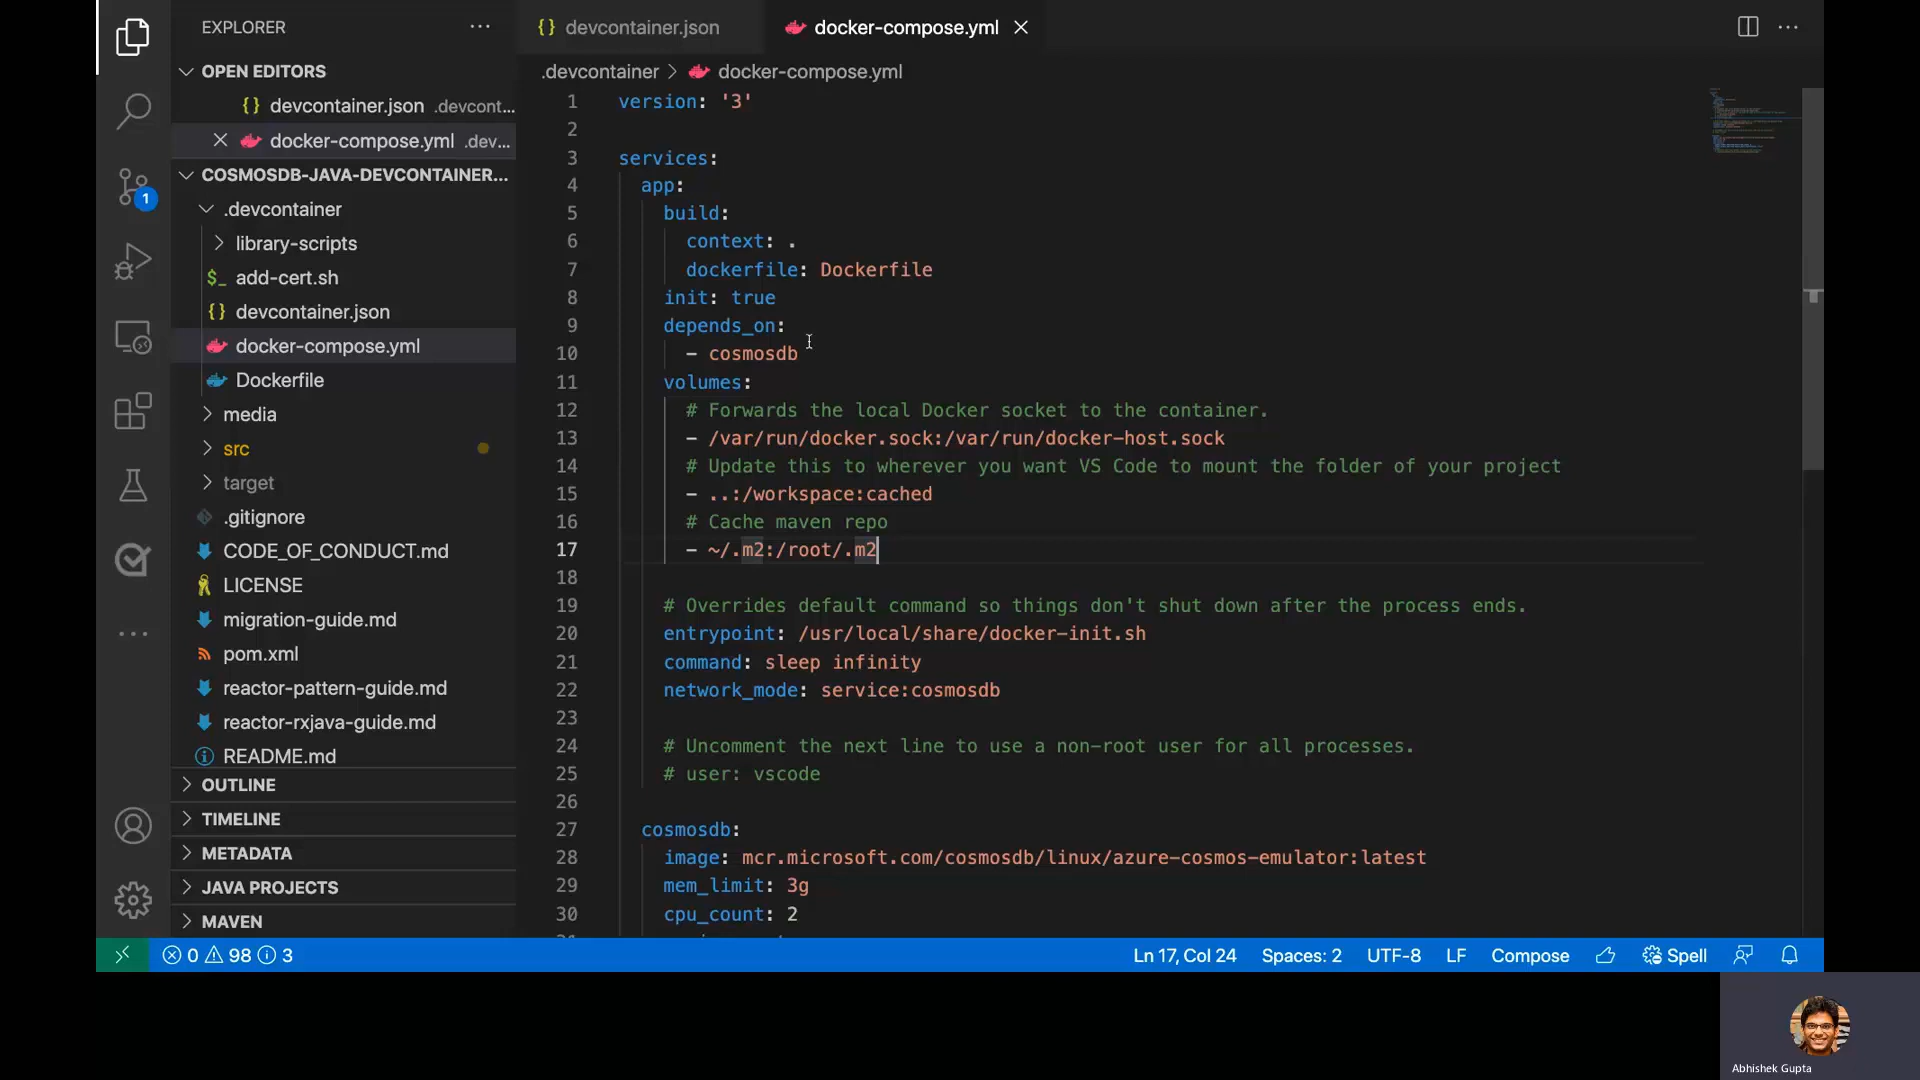 EXPLORER
OPEN EDITORS
devcontainer.json .devcont...
docker-compose.yml .dev...
COSMOSDB-JAVA-DEVCONTAINER...
.devcontainer
library-scripts
$_ add-cert.sh
{} devcontainer.json
docker-compose.yml
Dockerfile
media
src
target
.gitignore
CODE_OF_CONDUCT.md
LICENSE
migration-guide.md
pom.xml
reactor-pattern-guide.md
reactor-rxjava-guide.md
README.md
OUTLINE
TIMELINE
METADATA
JAVA PROJECTS
MAVEN
1
{} devcontainer.json
docker-compose.yml
.devcontainer > docker-compose.yml
1 version: '3'
2
3 services:
4 app:
5 build:
6 context: .
7 dockerfile: Dockerfile
8 init: true
9 depends_on:
10 - cosmosdb
11 volumes:
12 # Forwards the local Docker socket to the container.
13 - /var/run/docker.sock:/var/run/docker-host.sock
14 # Update this to wherever you want VS Code to mount the folder of your project
15 - ..:/workspace:cached
16 # Cache maven repo
17 - ~/.m2:/root/.m2
18
19 # Overrides default command so things don't shut down after the process ends.
20 entrypoint: /usr/local/share/docker-init.sh
21 command: sleep infinity
22 network_mode: service:cosmosdb
23
24 # Uncomment the next line to use a non-root user for all processes.
25 # user: vscode
26
27 cosmosdb:
28 image: mcr.microsoft.com/cosmosdb/linux/azure-cosmos-emulator:latest
29 mem_limit: 3g
30 cpu_count: 2
0 98 3
Ln 17, Col 24 Spaces: 2 UTF-8 LF Compose Spell
Abhishek Gupta